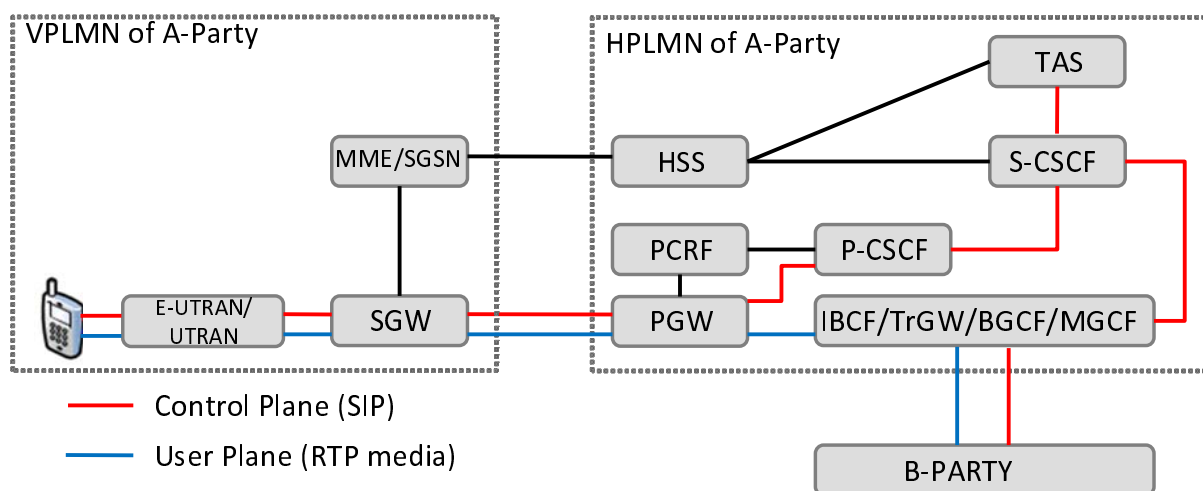 VPLMN of A-Party
HPLMN of A-Party
TAS
MME/SGSN
HSS
S-CSCF
PCRF
P-CSCF
E-UTRAN/
UTRAN
SGW
PGW
IBCF/TrGW/BGCF/MGCF
Control Plane (SIP)
User Plane (RTP media)
B-PARTY